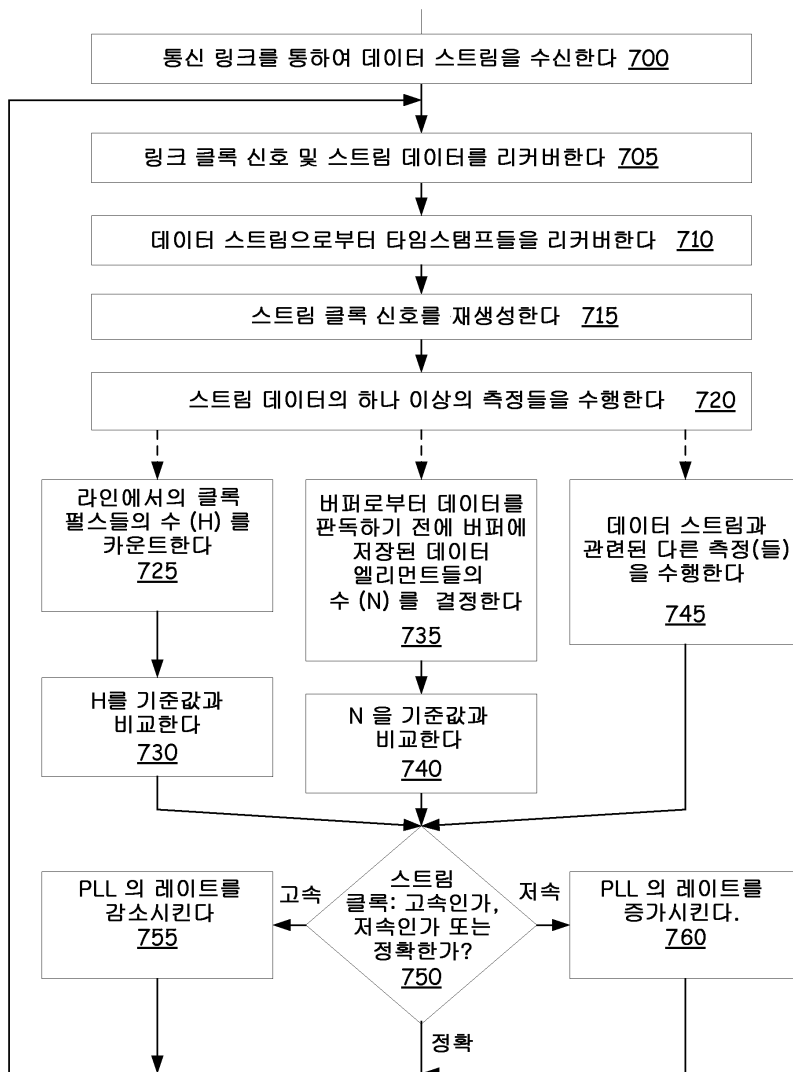 통신 링크를 통하여 데이터 스트림을 수신한다 700
링크 클록 신호 및 스트림 데이터를 리커버한다 705
데이터 스트림으로부터 타임스탬프들을 리커버한다 710
스트림 클록 신호를 재생성한다 715
스트림 데이터의 하나 이상의 측정들을 수행한다 720
라인에서의 클록
펄스들의 수 (H) 를
카운트한다
725
버퍼로부터 데이터를
판독하기 전에 버퍼에
저장된 데이터
엘리먼트들의
수 (N) 를 결정한다
735
데이터 스트림과
관련된 다른 측정(들)
을 수행한다
745
H를 기준값과
비교한다
730
N 을 기준값과
비교한다
740
PLL 의 레이트를
감소시킨다
755
고속
스트림
클록: 고속인가,
저속인가 또는
정확한가?
750
저속
PLL 의 레이트를
증가시킨다.
760
정확